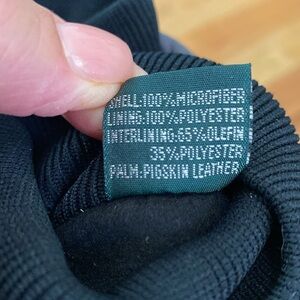 SHELL:100%MICROFIBER
LINING:100%POLYESTER
INTERLINING:65%OLEFIN
35%POLYESTER
PALM:PIGSKIN LEATHER